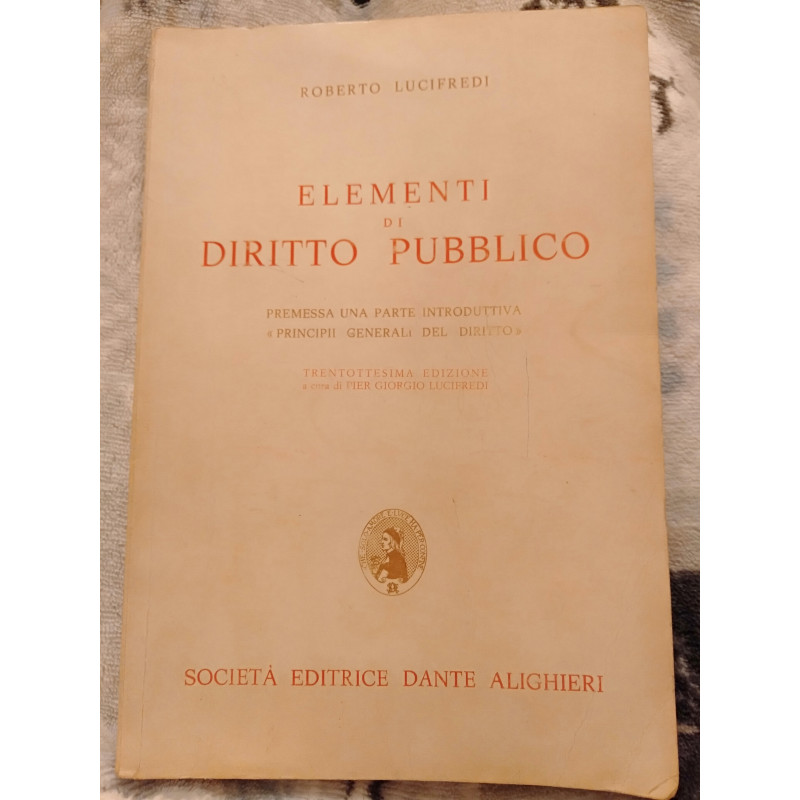 ROBERTO LUCIFREDI
ELEMENTI
DI
DIRITTO PUBBLICO
PREMESSA UNA PARTE INTRODUTTIVA
« PRINCIPII GENERALI DEL DIRITTO »
TRENTOTTESIMA EDIZIONE
a cura di PIER GIORGIO LUCIFREDI
SOCIETÀ EDITRICE DANTE ALIGHIERI